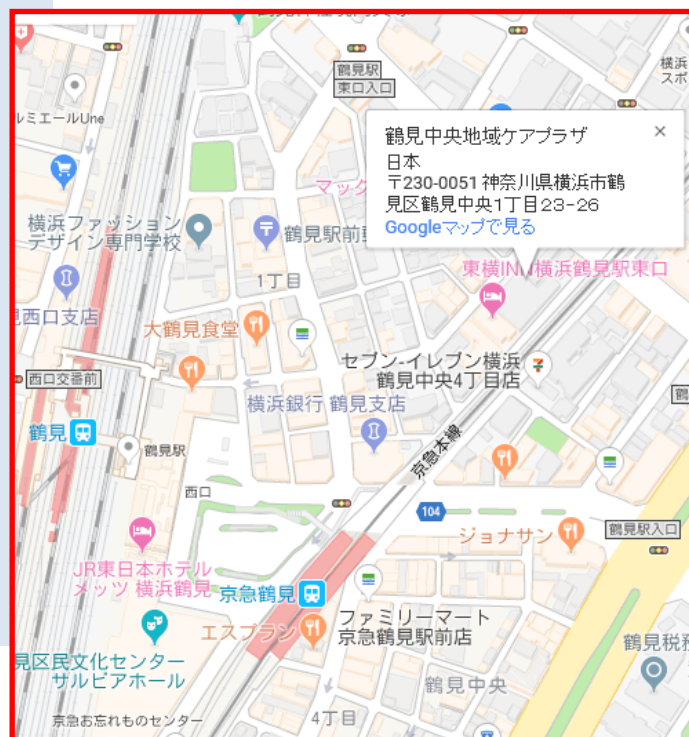 鶴見駅
東口入口
横浜
スポ
ルミエールUne
鶴見中央地域ケアプラザ
×
日本
〒230-0051 神奈川県横浜市鶴
見区鶴見中央1丁目23-26
Googleマップで見る
マック
横浜ファッション
デザイン専門学校
鶴見駅前郵
東横INN横浜鶴見駅東口
1丁目
見西口支店
大鶴見食堂
セブン-イレブン横浜
鶴見中央4丁目店
西口交番前
横浜銀行 鶴見支店
鶴
鶴見
鶴見駅
京急本線
西口
104
ジョナサン
鶴見駅入口
JR東日本ホテル
メッツ 横浜鶴見
京急鶴見
ファミリーマート
京急鶴見駅前店
エスプラン
見区民文化センター
サルビアホール
鶴見税務
鶴見中央
4丁目
京急お忘れものセンター